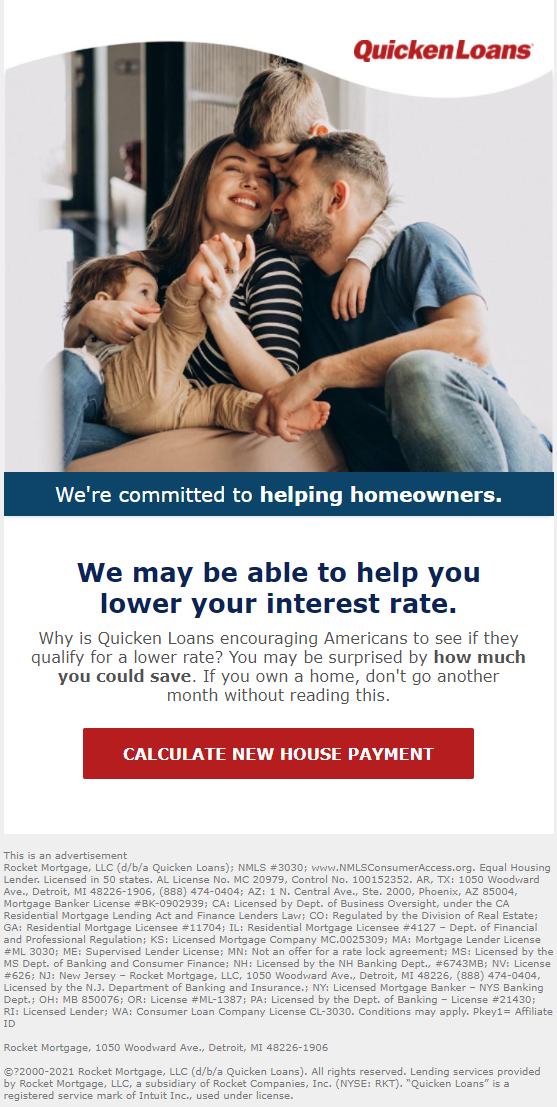 Quicken Loans
We're committed to helping homeowners.
We may be able to help you
lower your interest rate.
Why is Quicken Loans encouraging Americans to see if they
qualify for a lower rate? You may be surprised by how much
you could save. If you own a home, don't go another
month without reading this.
CALCULATE NEW HOUSE PAYMENT
This is an advertisement
Rocket Mortgage, LLC (d/b/a Quicken Loans); NMLS #3030; www.NMLSConsumerAccess.org. Equal Housing
Lender. Licensed in 50 states. AL License No. MC 20979, Control No. 100152352. AR, TX: 1050 Woodward
Ave., Detroit, MI 48226-1906, (888) 474-0404; AZ: 1 N. Central Ave., Ste. 2000, Phoenix, AZ 85004,
Mortgage Banker License #BK-0902939; CA: Licensed by Dept. of Business Oversight, under the CA
Residential Mortgage Lending Act and Finance Lenders Law; CO: Regulated by the Division of Real Estate;
GA: Residential Mortgage Licensee #11704; IL: Residential Mortgage Licensee #4127 – Dept. of Financial
and Professional Regulation; KS: Licensed Mortgage Company MC.0025309; MA: Mortgage Lender License
#ML 3030; ME: Supervised Lender License; MN: Not an offer for a rate lock agreement; MS: Licensed by the
MS Dept. of Banking and Consumer Finance; NH: Licensed by the NH Banking Dept., #6743MB; NV: License
#626; NJ: New Jersey – Rocket Mortgage, LLC, 1050 Woodward Ave., Detroit, MI 48226, (888) 474-0404,
Licensed by the N.J. Department of Banking and Insurance.; NY: Licensed Mortgage Banker – NYS Banking
Dept.; OH: MB 850076; OR: License #ML-1387; PA: Licensed by the Dept. of Banking – License #21430;
RI: Licensed Lender; WA: Consumer Loan Company License CL-3030. Conditions may apply. Pkey1= Affiliate
ID
Rocket Mortgage, 1050 Woodward Ave., Detroit, MI 48226-1906
©?2000-2021 Rocket Mortgage, LLC (d/b/a Quicken Loans). All rights reserved. Lending services provided
by Rocket Mortgage, LLC, a subsidiary of Rocket Companies, Inc. (NYSE: RKT). “Quicken Loans” is a
registered service mark of Intuit Inc., used under license.